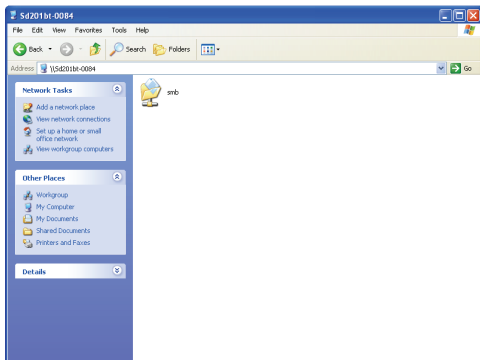 Sd201bt-0084
File Edit View Favorites Tools Help
Back Search Folders
Address \\Sd201bt-0084 Go
smb
Network Tasks
Add a network place
View network connections
Set up a home or small
office network
View workgroup computers
Other Places
Workgroup
My Computer
My Documents
Shared Documents
Printers and Faxes
Details